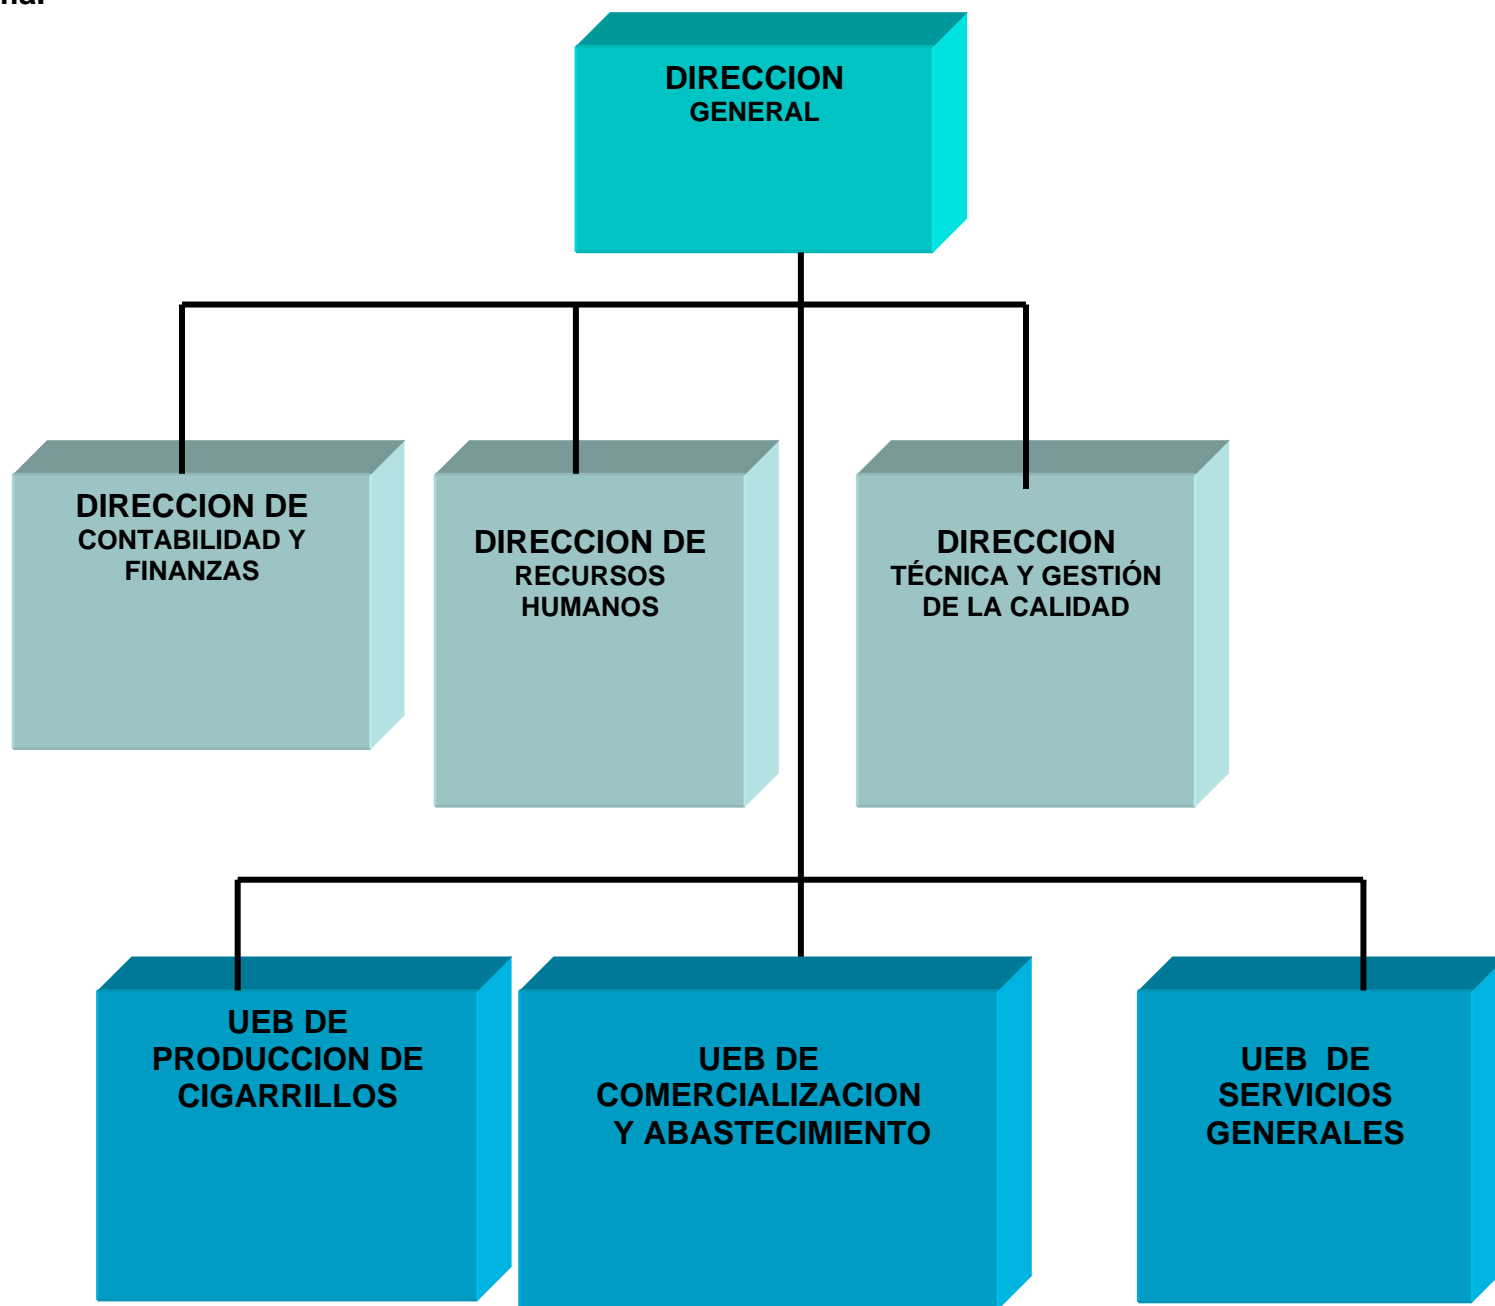 DIRECCION
GENERAL
DIRECCION DE
CONTABILIDAD Y
FINANZAS
DIRECCION DE
RECURSOS
HUMANOS
DIRECCION
TÉCNICA Y GESTIÓN
DE LA CALIDAD
UEB DE
PRODUCCION DE
CIGARRILLOS
UEB DE
COMERCIALIZACION
Y ABASTECIMIENTO
UEB DE
SERVICIOS
GENERALES